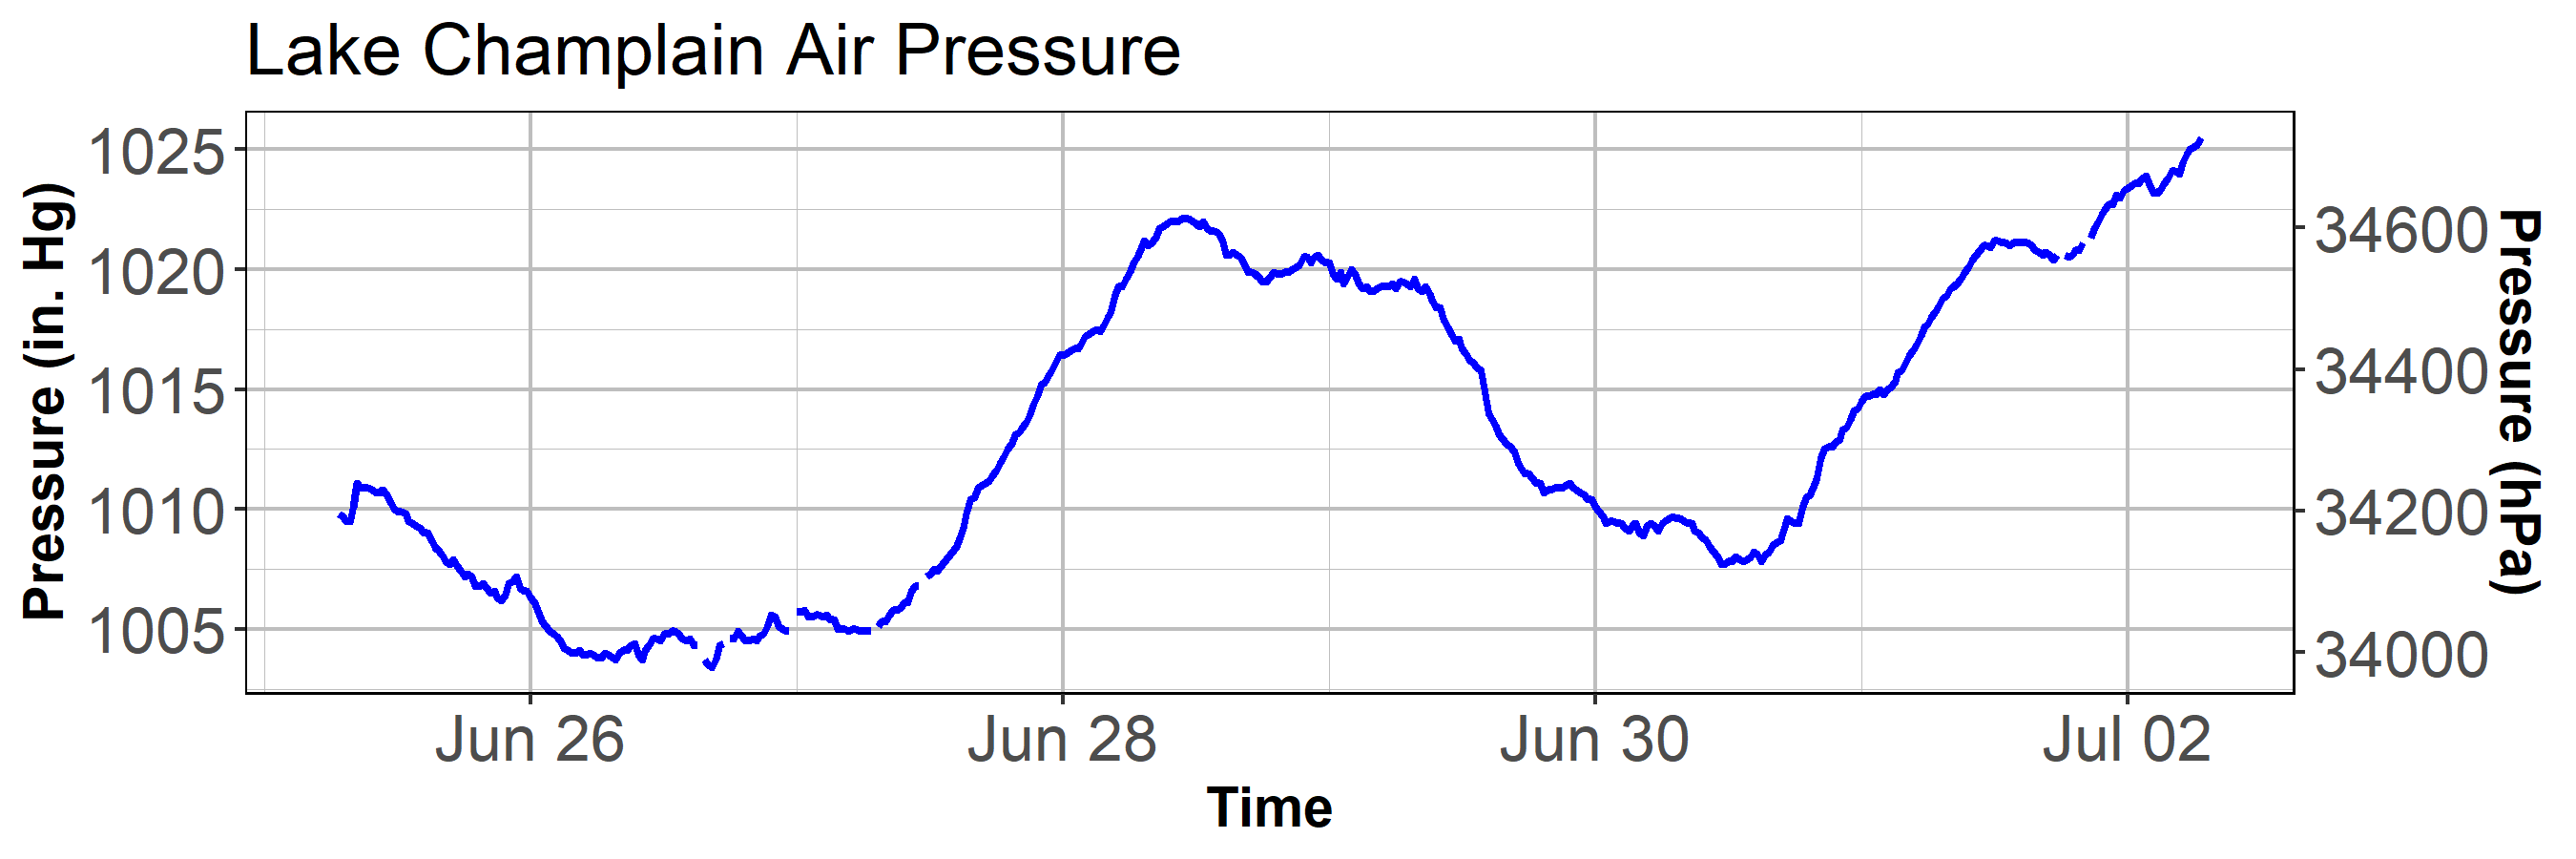 Lake Champlain Air Pressure
Pressure (in. Hg)
1025
1020
1015
1010
1005
34600
34400
34200
34000
Pressure (hPa)
Jun 26
Jun 28
Jun 30
Jul 02
Time